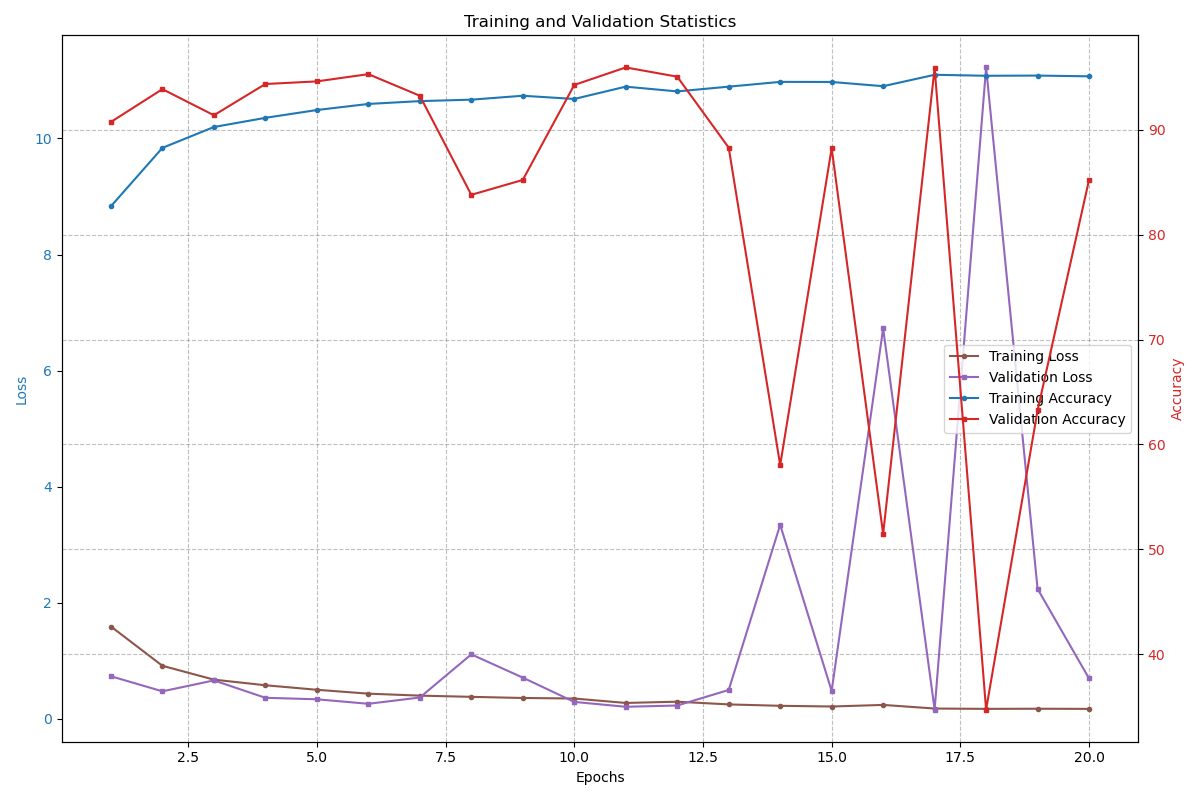 Training and Validation Statistics
10
8
6
4
2
0
Loss
90
80
70
60
50
40
Accuracy
Training Loss
Validation Loss
Training Accuracy
Validation Accuracy
2.5 5.0 7.5 10.0 12.5 15.0 17.5 20.0
Epochs